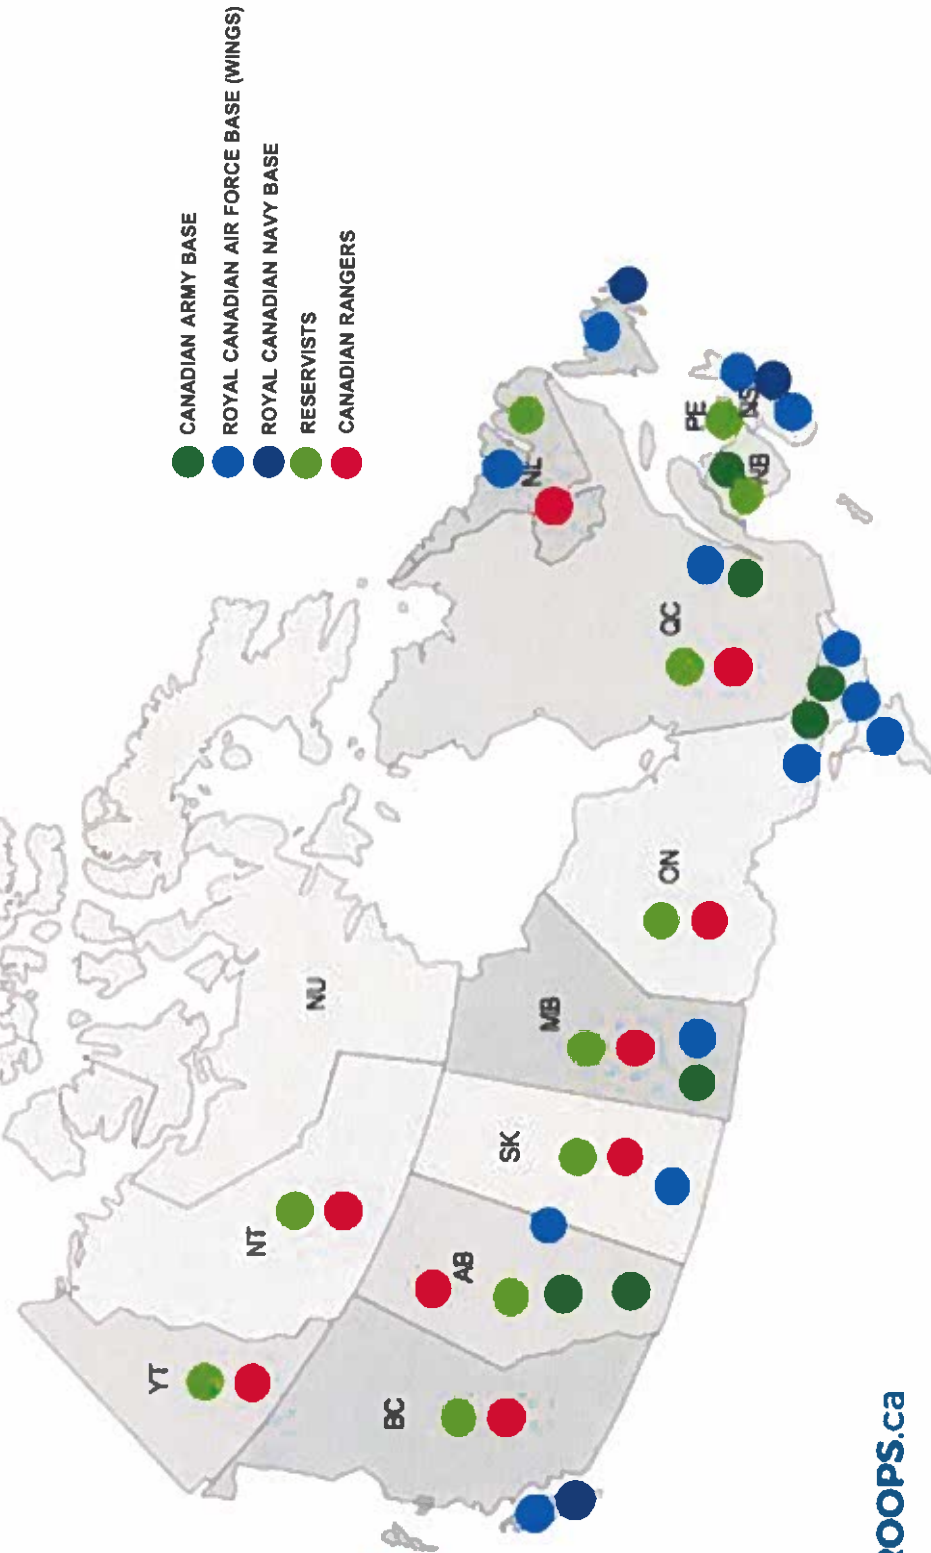 CANADIAN ARMY BASE
ROYAL CANADIAN AIR FORCE BASE (WINGS)
ROYAL CANADIAN NAVY BASE
RESERVISTS
CANADIAN RANGERS
YT
NT
NU
BC
AB
SK
MB
ON
QC
NL
PE
NB
NS
OOPS.ca